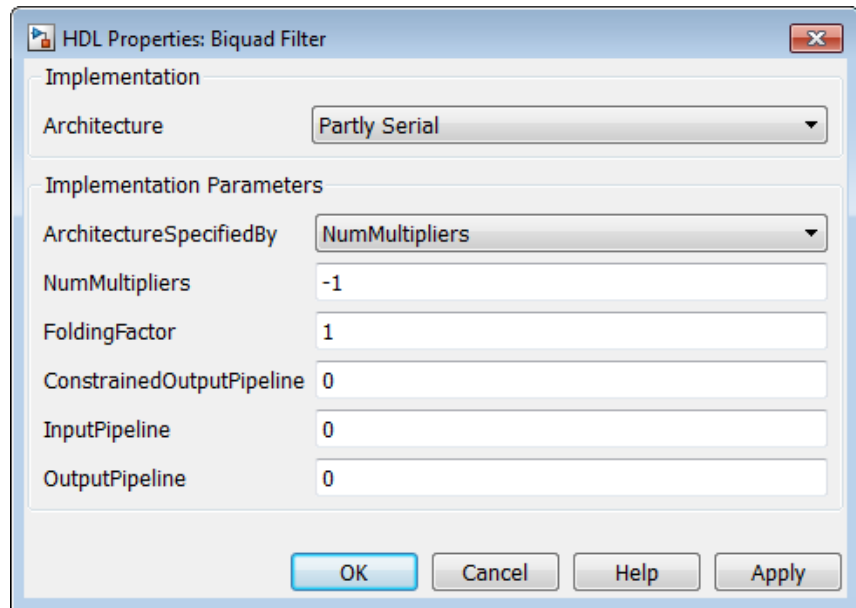 HDL Properties: Biquad Filter
Implementation
Architecture Partly Serial
Implementation Parameters
ArchitectureSpecifiedBy NumMultipliers
NumMultipliers -1
FoldingFactor 1
ConstrainedOutputPipeline 0
InputPipeline 0
OutputPipeline 0
OK Cancel Help Apply